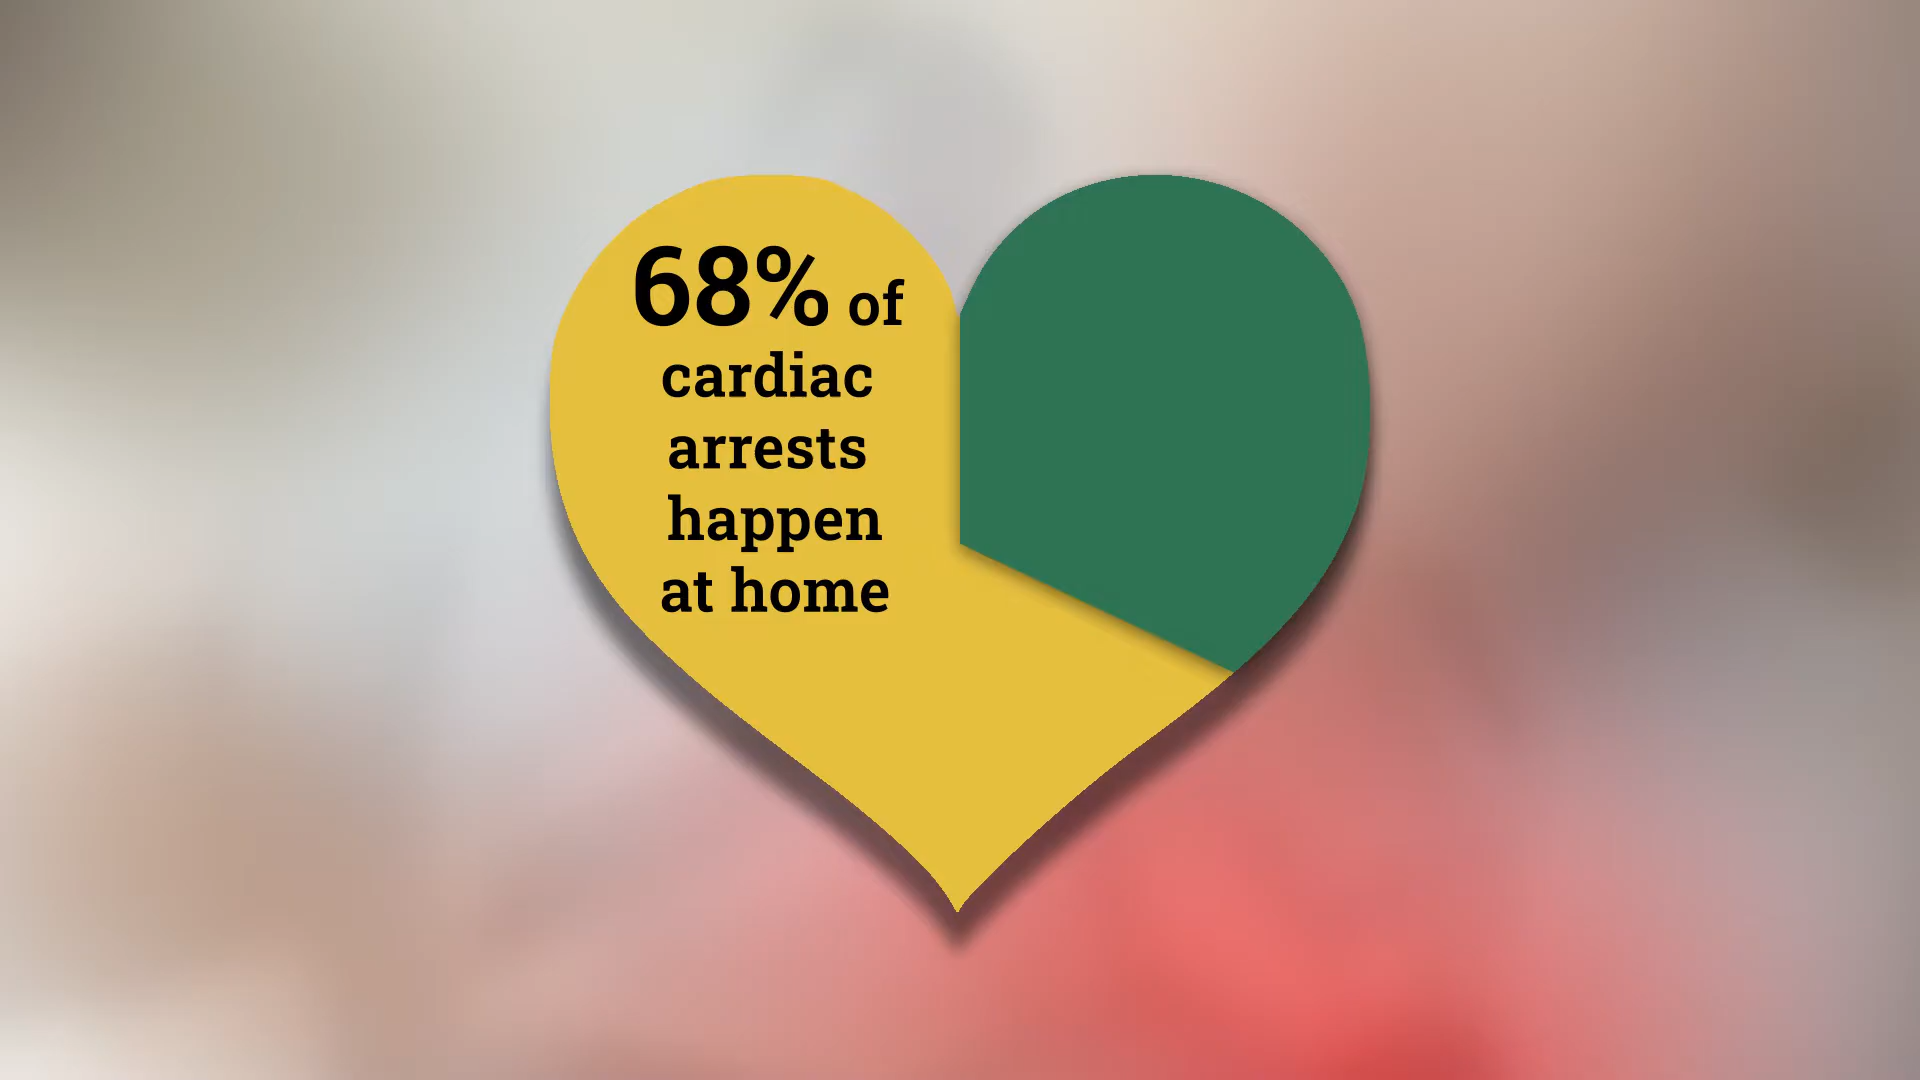 68% of
cardiac
arrests
happen
at home